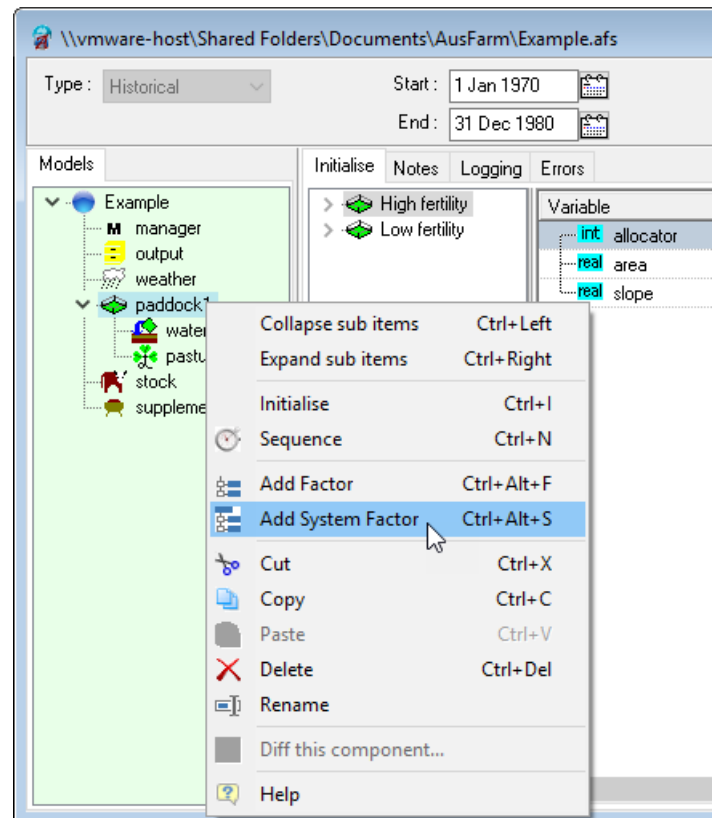 \\vmware-host\Shared Folders\Documents\AusFarm\Example.afs
Type : Historical Start : 1 Jan 1970
End : 31 Dec 1980
Models
Initialise Notes Logging Errors
Example
M manager
output
weather
paddock1
water
pastu
stock
suppleme
High fertility
Low fertility
Variable
int allocator
real area
real slope
Collapse sub items Ctrl+Left
Expand sub items Ctrl+Right
Initialise Ctrl+I
Sequence Ctrl+N
Add Factor Ctrl+Alt+F
Add System Factor Ctrl+Alt+S
Cut Ctrl+X
Copy Ctrl+C
Paste Ctrl+V
Delete Ctrl+Del
Rename
Diff this component...
Help